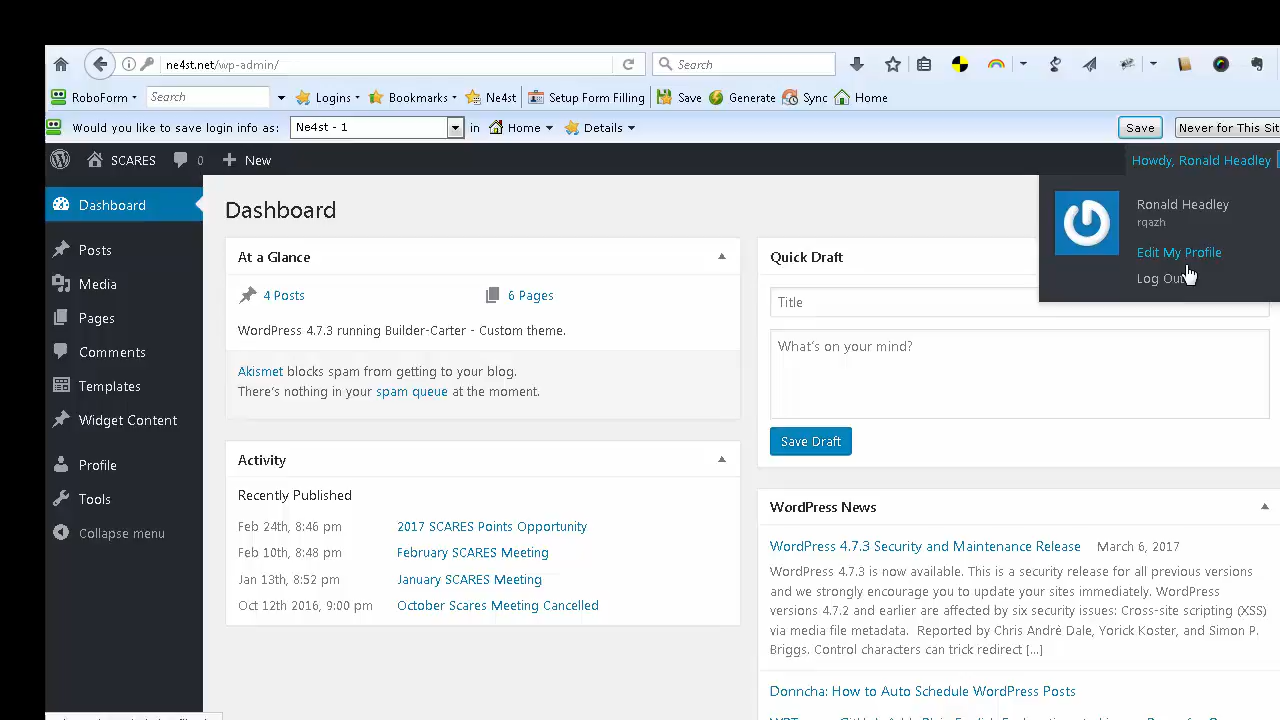 ne4st.net/wp-admin/
Search
RoboForm
Search
Logins
Bookmarks
Ne4st
Setup Form Filling
Save
Generate
Sync
Home
Would you like to save login info as:
Ne4st - 1
in
Home
Details
Save
Never for This Sit
SCARES
0
New
Howdy, Ronald Headley
Ronald Headley
rqazh
Edit My Profile
Log Out
Dashboard
Posts
Media
Pages
Comments
Templates
Widget Content
Profile
Tools
Collapse menu
Dashboard
At a Glance
4 Posts
6 Pages
WordPress 4.7.3 running Builder-Carter - Custom theme.
Akismet blocks spam from getting to your blog.
There's nothing in your spam queue at the moment.
Activity
Recently Published
Feb 24th, 8:46 pm 2017 SCARES Points Opportunity
Feb 10th, 8:48 pm February SCARES Meeting
Jan 13th, 8:52 pm January SCARES Meeting
Oct 12th 2016, 9:00 pm October Scares Meeting Cancelled
Quick Draft
Title
What's on your mind?
Save Draft
WordPress News
WordPress 4.7.3 Security and Maintenance Release March 6, 2017
WordPress 4.7.3 is now available. This is a security release for all previous versions
and we strongly encourage you to update your sites immediately. WordPress
versions 4.7.2 and earlier are affected by six security issues: Cross-site scripting (XSS)
via media file metadata. Reported by Chris Andrè Dale, Yorick Koster, and Simon P.
Briggs. Control characters can trick redirect [...]
Donncha: How to Auto Schedule WordPress Posts